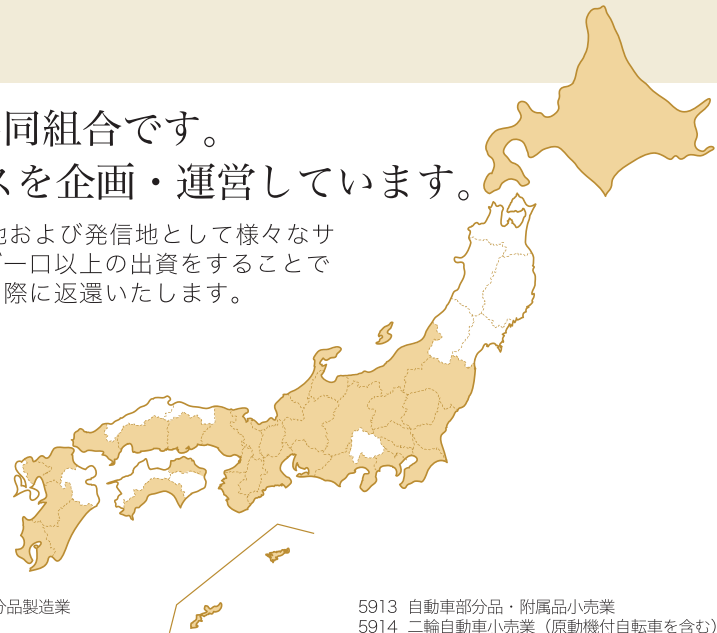 同組合です。
スを企画・運営しています。
地および発信地として様々なサ
一口以上の出資をすることで
際に返還いたします。
分品製造業
5913 自動車部分品・附属品小売業
5914 二輪自動車小売業（原動機付自転車を含む）